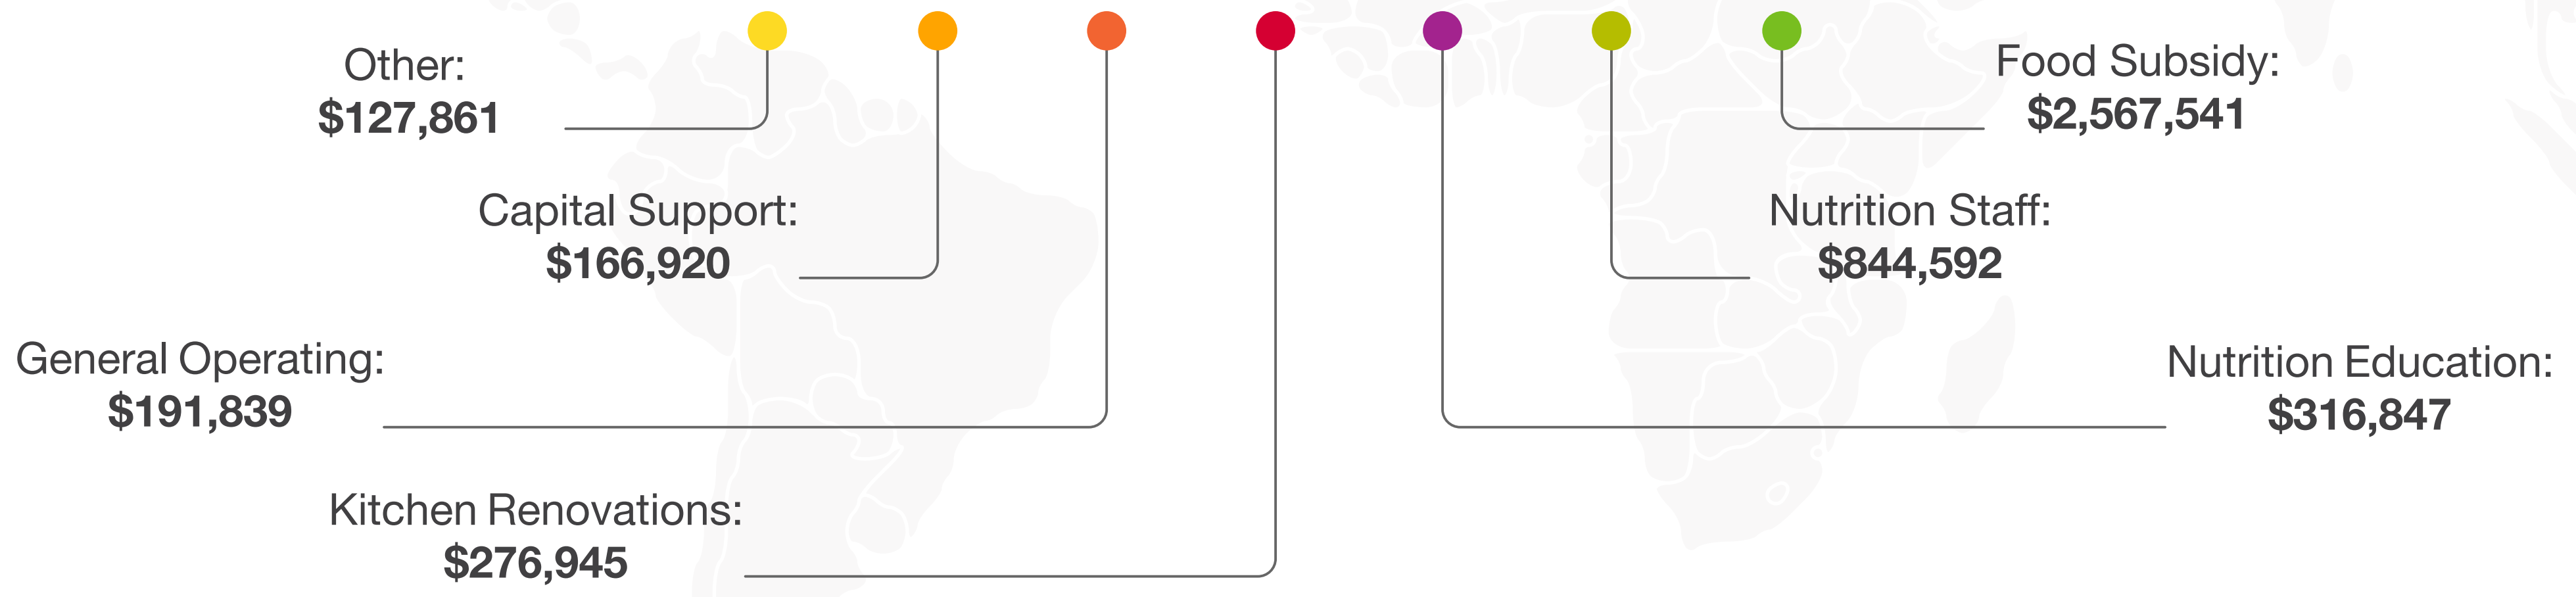 Other:
$127,861
Capital Support:
$166,920
General Operating:
$191,839
Kitchen Renovations:
$276,945
Food Subsidy:
$2,567,541
Nutrition Staff:
$844,592
Nutrition Education:
$316,847